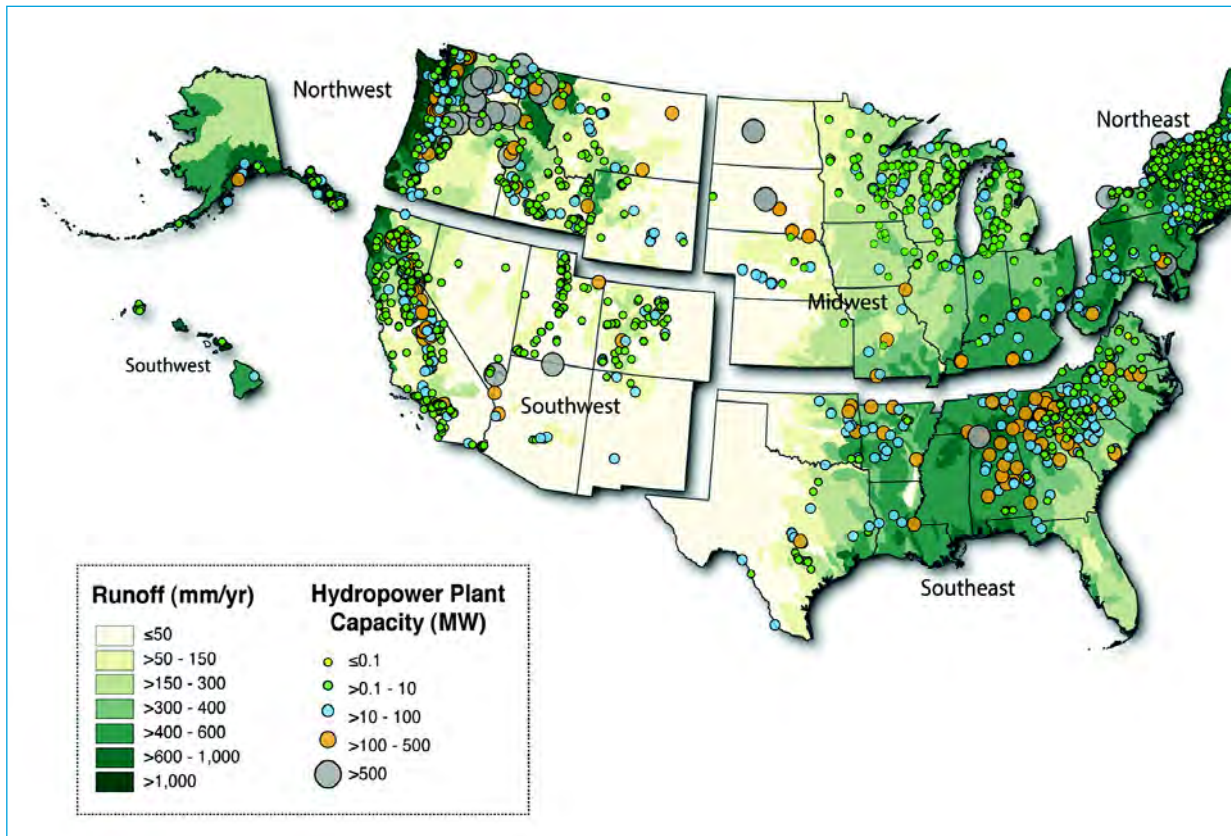 Northwest
Northeast
Midwest
Southwest
Southwest
Southeast
Runoff (mm/yr)
≤50
>50 - 150
>150 - 300
>300 - 400
>400 - 600
>600 - 1,000
>1,000
Hydropower Plant
Capacity (MW)
≤0.1
>0.1 - 10
>10 - 100
>100 - 500
>500